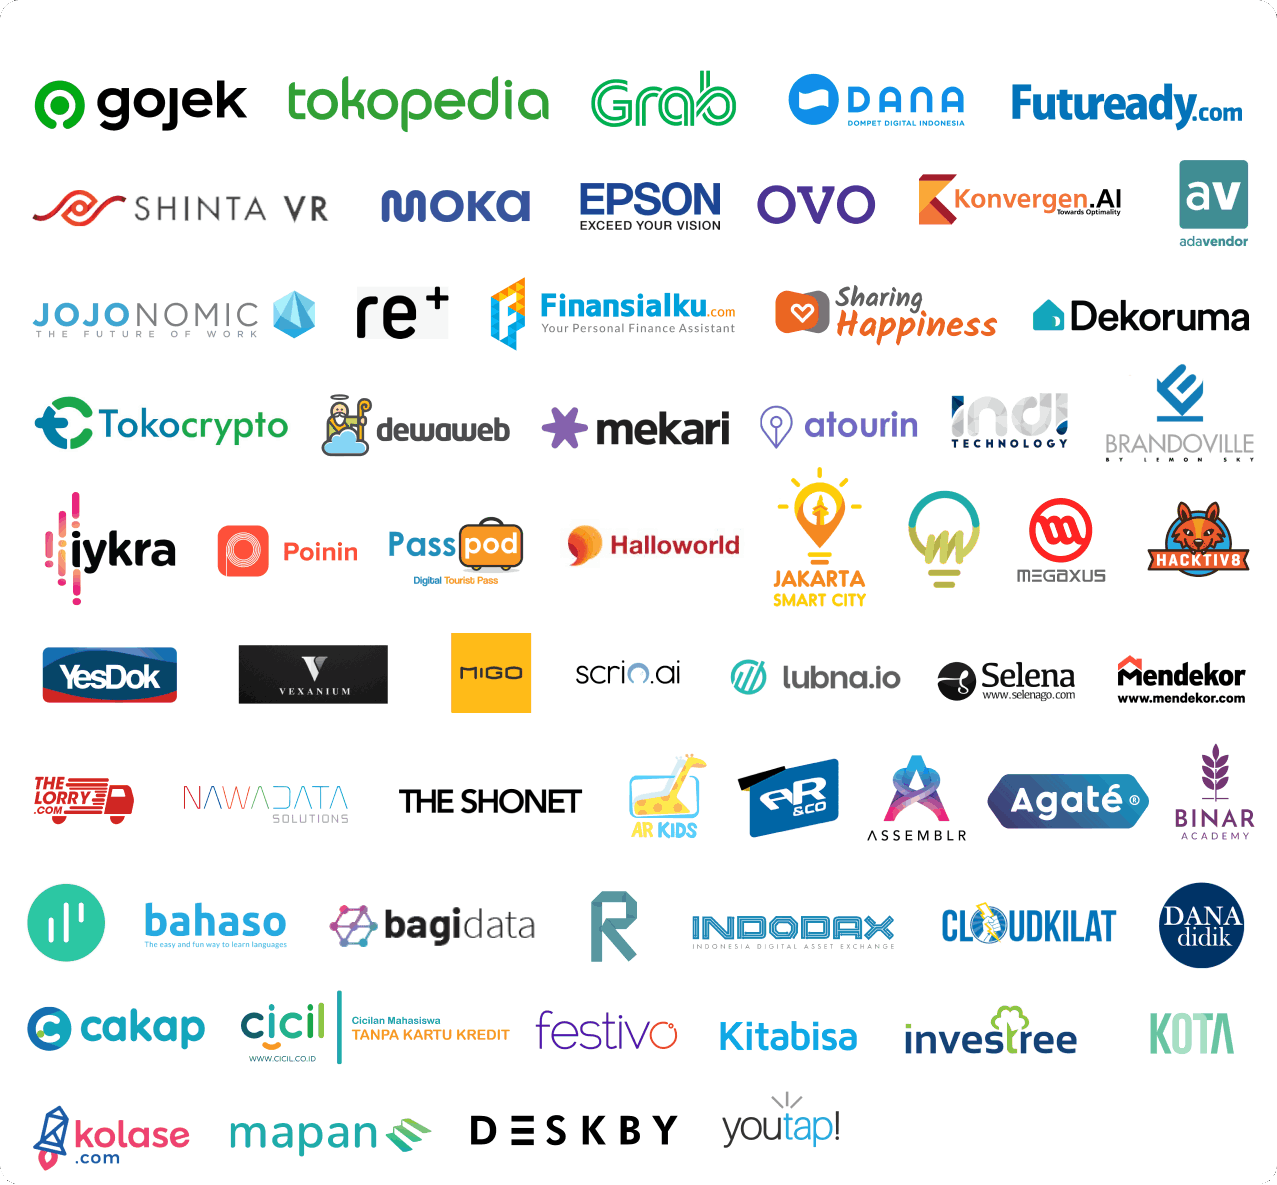 gojek
tokopedia
Grab
DANA
DOMPET DIGITAL INDONESIA
Futuready.com
SHINTA VR
MOKA
EPSON
EXCEED YOUR VISION
OVO
Konvergen.AI
Towards Optimality
av
adavendor
JOJONOMIC
THE FUTURE OF WORK
re+
Finansialku.com
Your Personal Finance Assistant
Sharing
Happiness
Dekoruma
Tokocrypto
dewaweb
mekari
atourin
indi
TECHNOLOGY
BRANDOVILLE
BY LEMON SKY
iykra
Poinin
Passpod
Digital Tourist Pass
Halloworld
JAKARTA
SMART CITY
MEGAXUS
HACKTIV8
YesDok
VEXANIUM
MIGO
scrio.ai
lubna.io
Selena
www.selenago.com
Mendekor
www.mendekor.com
THE
LORRY
.COM
NAWADATA
SOLUTIONS
THE SHONET
AR KIDS
AR
&CO
ASSEMBLR
Agaté ®
BINAR
ACADEMY
bahaso
The easy and fun way to learn languages
bagidata
R
INDODAX
INDONESIA DIGITAL ASSET EXCHANGE
CLOUDKILAT
DANA
didik
cakap
cicil
WWW.CICIL.CO.ID
Cicilan Mahasiswa
TANPA KARTU KREDIT
festivo
Kitabisa
investree
KOTA
kolase
.com
mapan
DESKBY
youtap!